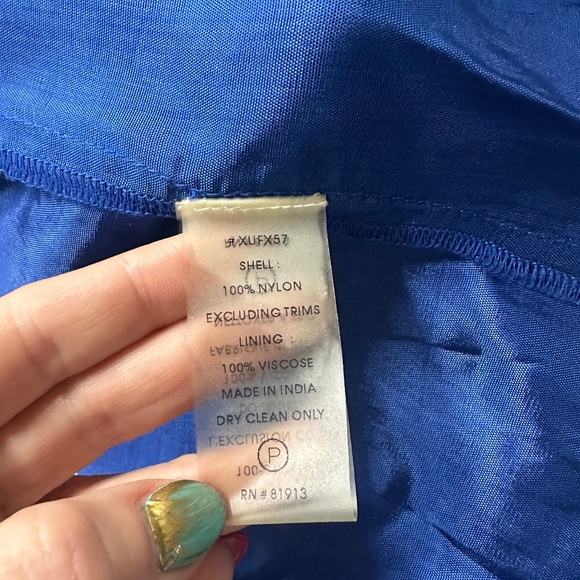 #XUFX57
SHELL :
100% NYLON
EXCLUDING TRIMS
LINING :
100% VISCOSE
MADE IN INDIA
DRY CLEAN ONLY
P
RN # 81913